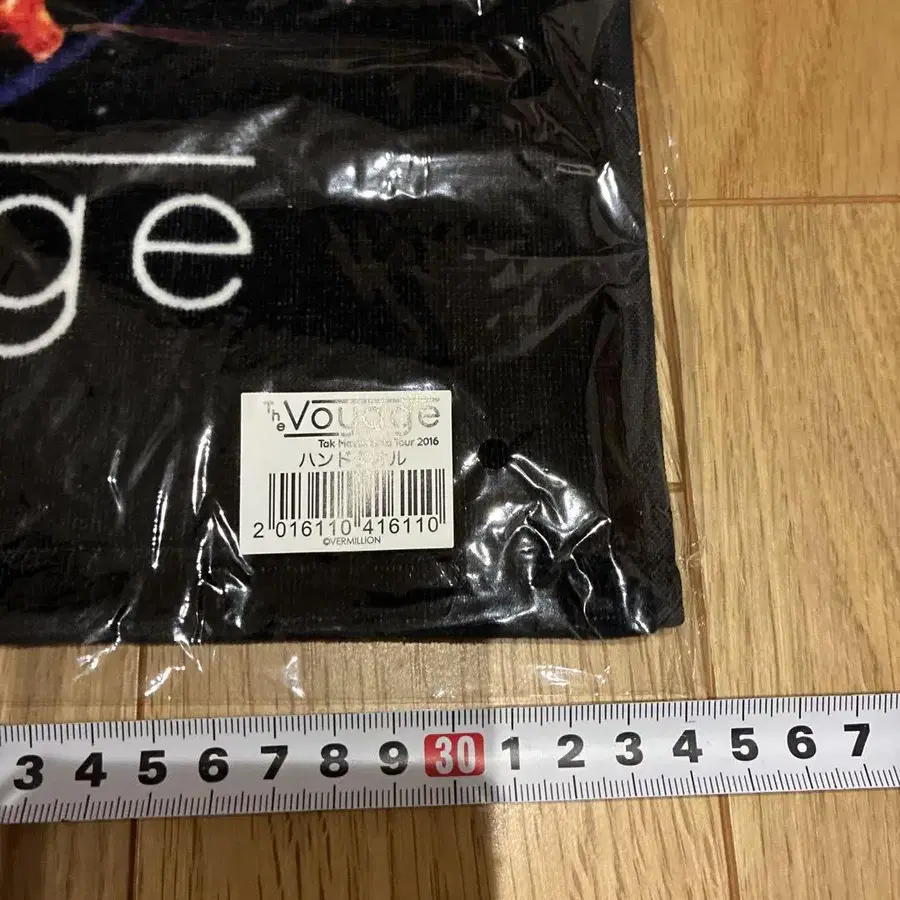 ge
The Voyage
Tak Tour 2016
ハンドタオル
2 016110 416110
©VERMILLION
3 4 5 6 7 8 9 30 1 2 3 4 5 6 7